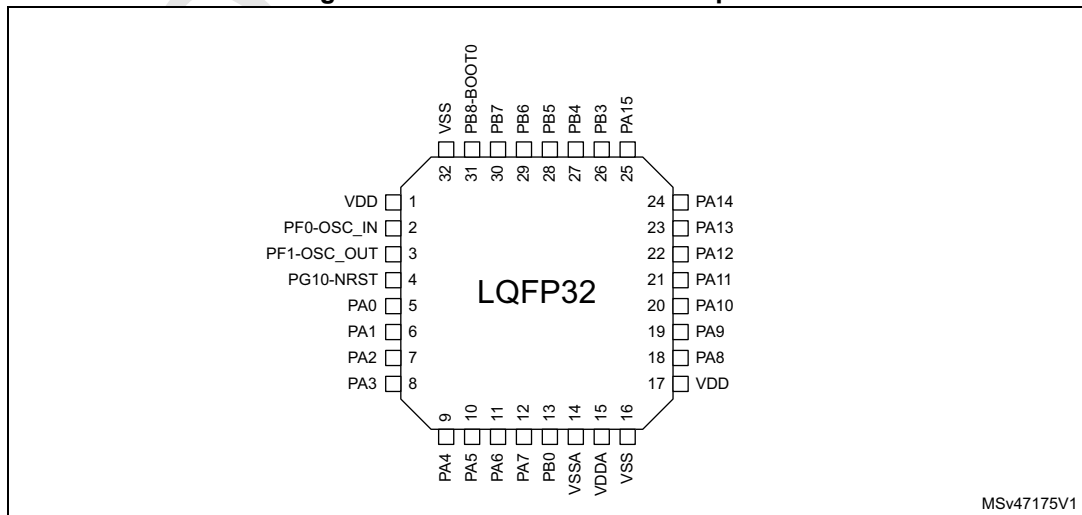 VSS
PB8-BOOT0
PB7
PB6
PB5
PB4
PB3
PA15
32
31
30
29
28
27
26
25
VDD 1
PF0-OSC_IN 2
PF1-OSC_OUT 3
PG10-NRST 4
PA0 5
PA1 6
PA2 7
PA3 8
LQFP32
24 PA14
23 PA13
22 PA12
21 PA11
20 PA10
19 PA9
18 PA8
17 VDD
9
10
11
12
13
14
15
16
PA4
PA5
PA6
PA7
PB0
VSSA
VDDA
VSS
MSv47175V1